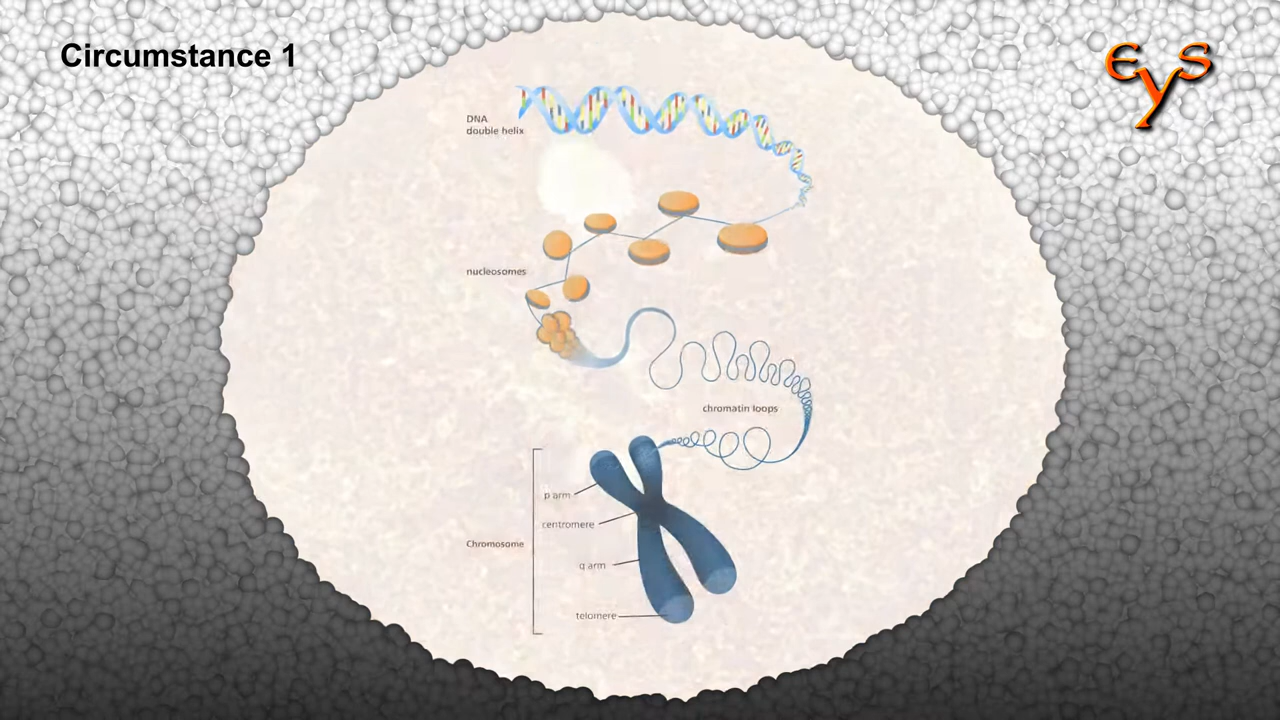 Circumstance 1
EYS
DNA
double helix
nucleosomes
chromatin loops
p arm
centromere
Chromosome
q arm
telomere